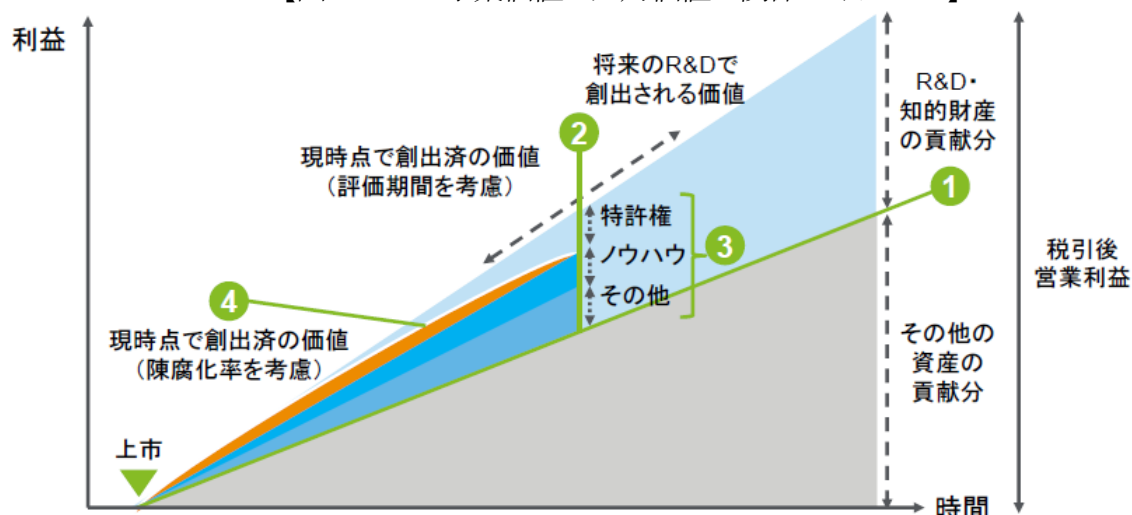 利益
将来のR&Dで
創出される価値
R&D・
知的財産
の貢献分
2
現時点で創出済の価値
（評価期間を考慮）
1
特許権
ノウハウ
その他
3
税引後
営業利益
4
現時点で創出済の価値
（陳腐化率を考慮）
その他の
資産の
貢献分
上市
時間